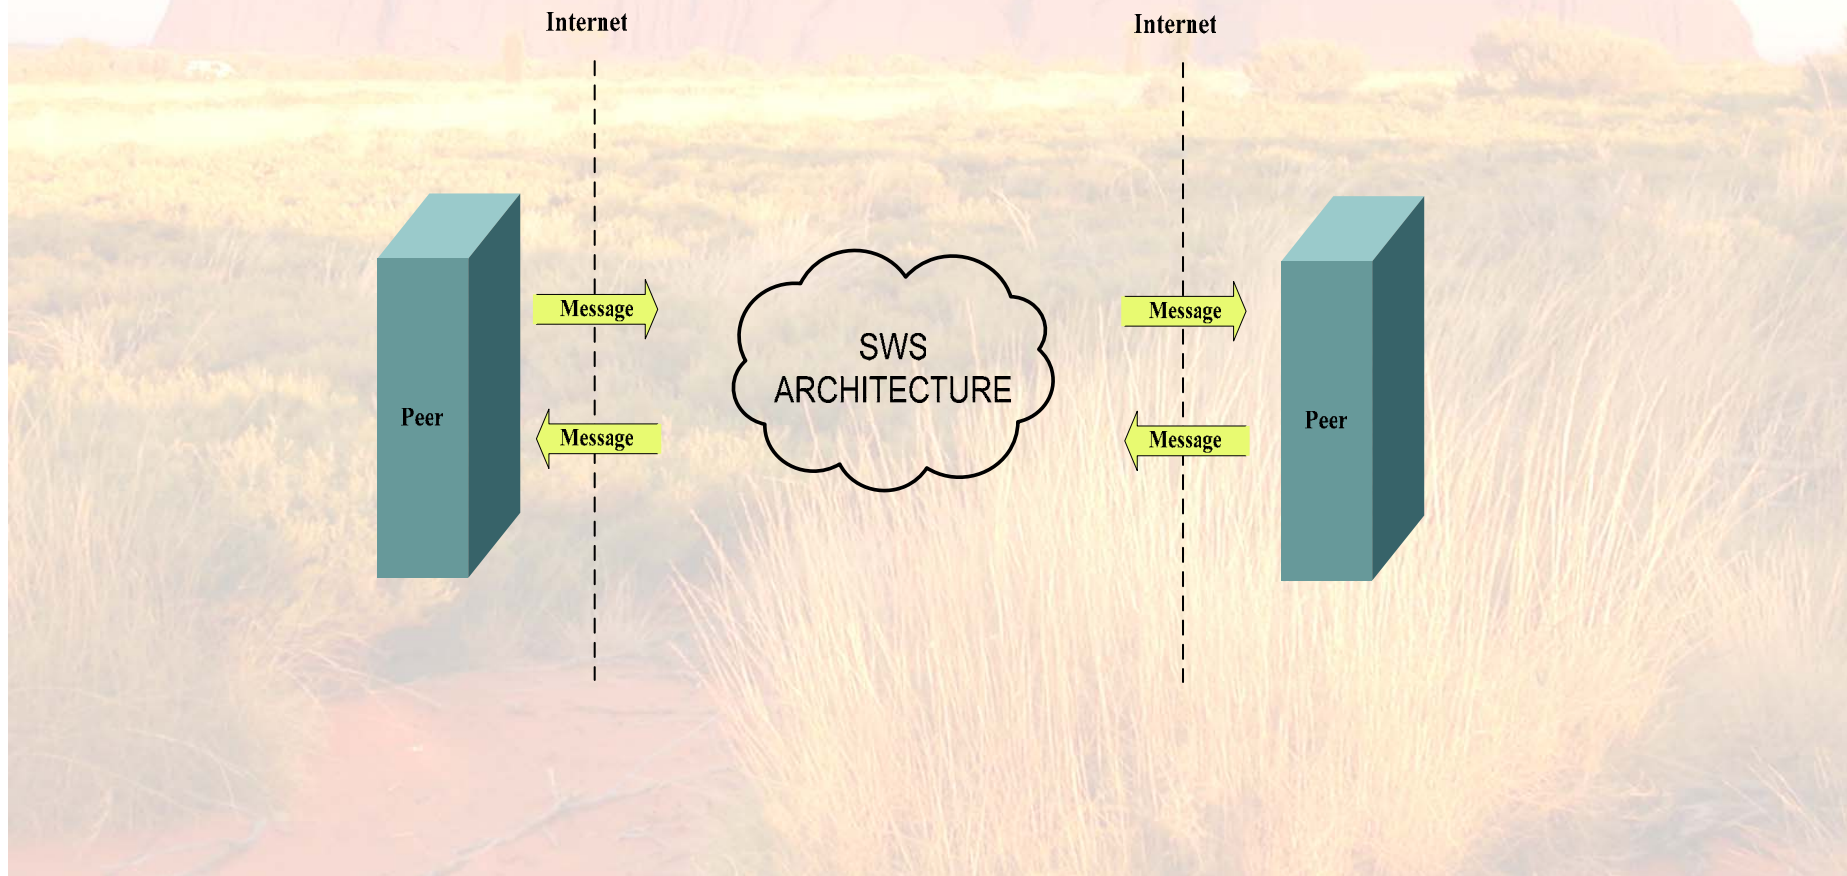 Internet
Internet
Message
Message
SWS
ARCHITECTURE
Peer
Peer
Message
Message